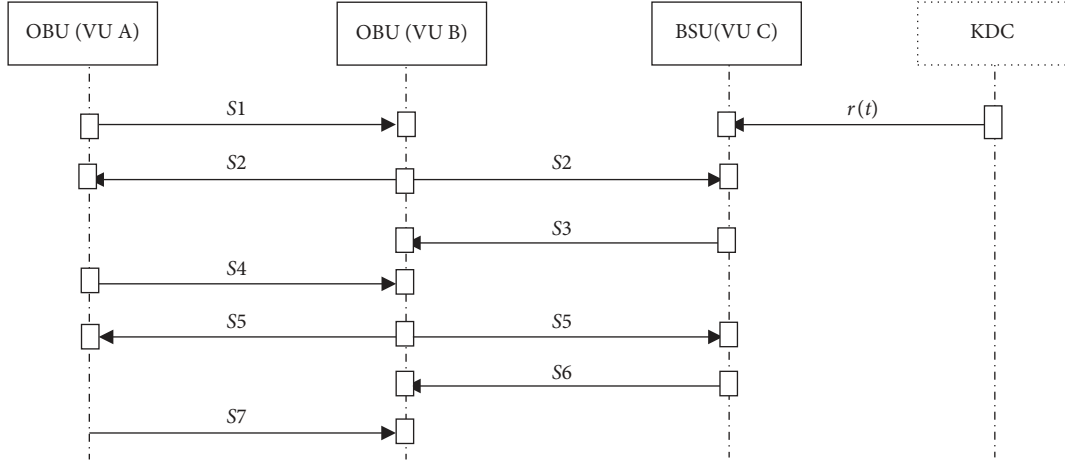 OBU (VU A)
OBU (VU B)
BSU(VU C)
KDC
S1
r(t)
S2
S2
S3
S4
S5
S5
S6
S7